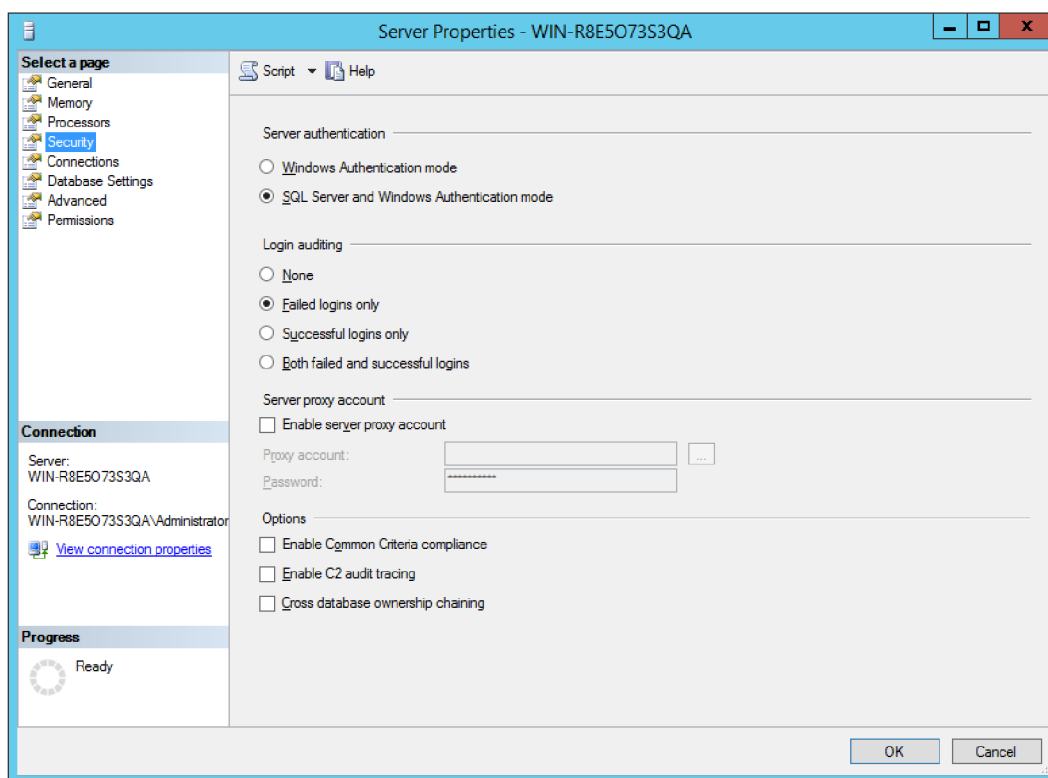 Server Properties - WIN-R8E5O73S3QA
X
Select a page
General
Memory
Processors
Security
Connections
Database Settings
Advanced
Permissions
Connection
Server:
WIN-R8E5O73S3QA
Connection:
WIN-R8E5O73S3QA\Administrator
View connection properties
Progress
Ready
Script Help
Server authentication
Windows Authentication mode
SQL Server and Windows Authentication mode
Login auditing
None
Failed logins only
Successful logins only
Both failed and successful logins
Server proxy account
Enable server proxy account
Proxy account:
...
Password: **********
Options
Enable Common Criteria compliance
Enable C2 audit tracing
Cross database ownership chaining
OK Cancel